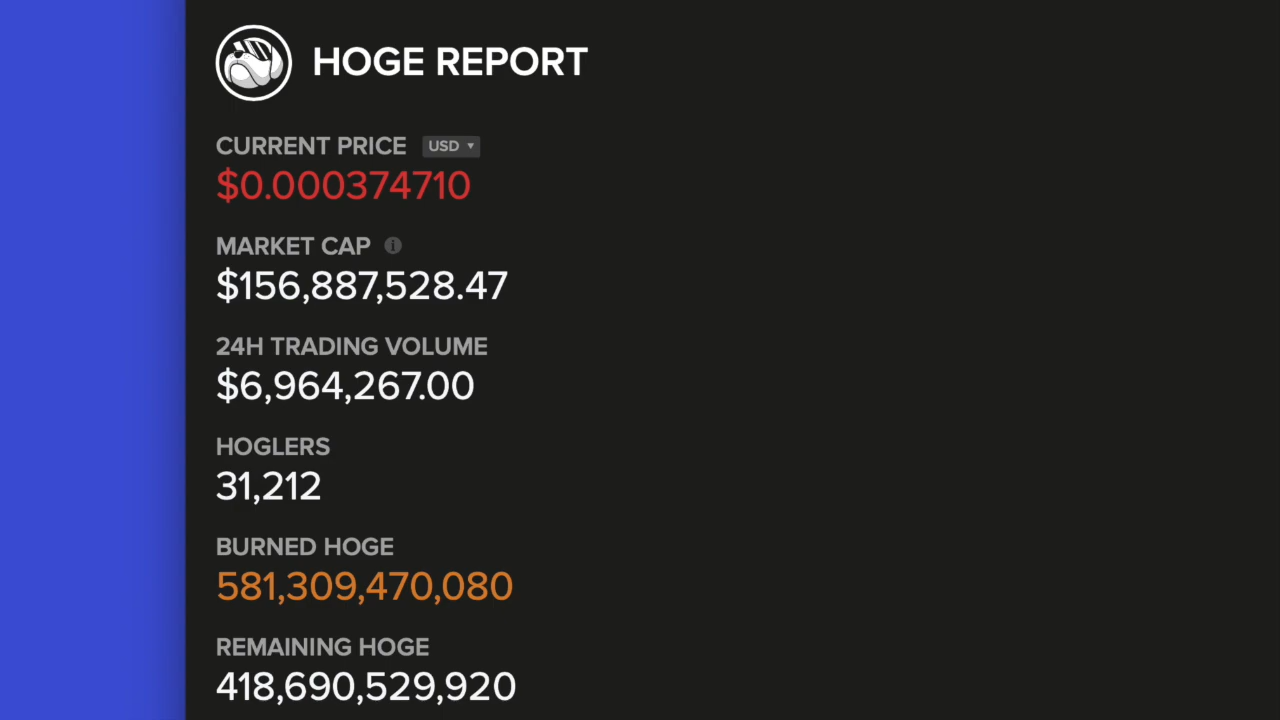 HOGE REPORT
CURRENT PRICE USD ▼
$0.000374710
MARKET CAP i
$156,887,528.47
24H TRADING VOLUME
$6,964,267.00
HOGLERS
31,212
BURNED HOGE
581,309,470,080
REMAINING HOGE
418,690,529,920